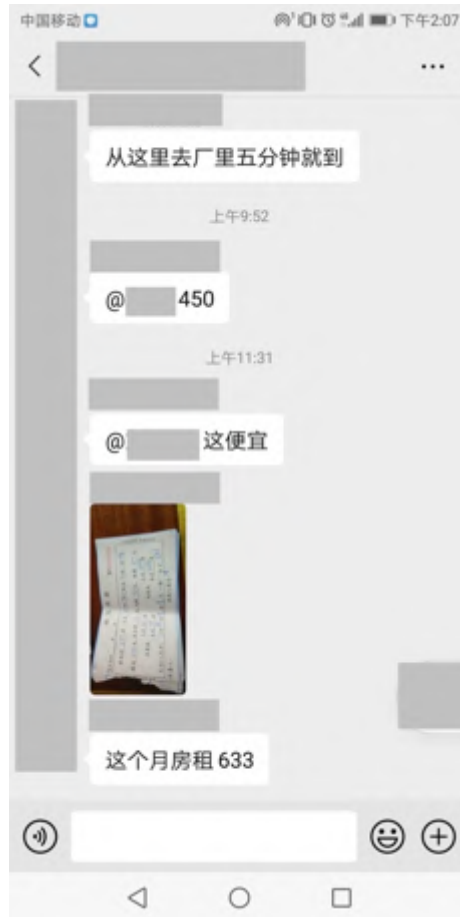 中国移动 下午2:07
从这里去厂里五分钟就到
上午9:52
@ 450
上午11:31
@ 这便宜
这个月房租 633